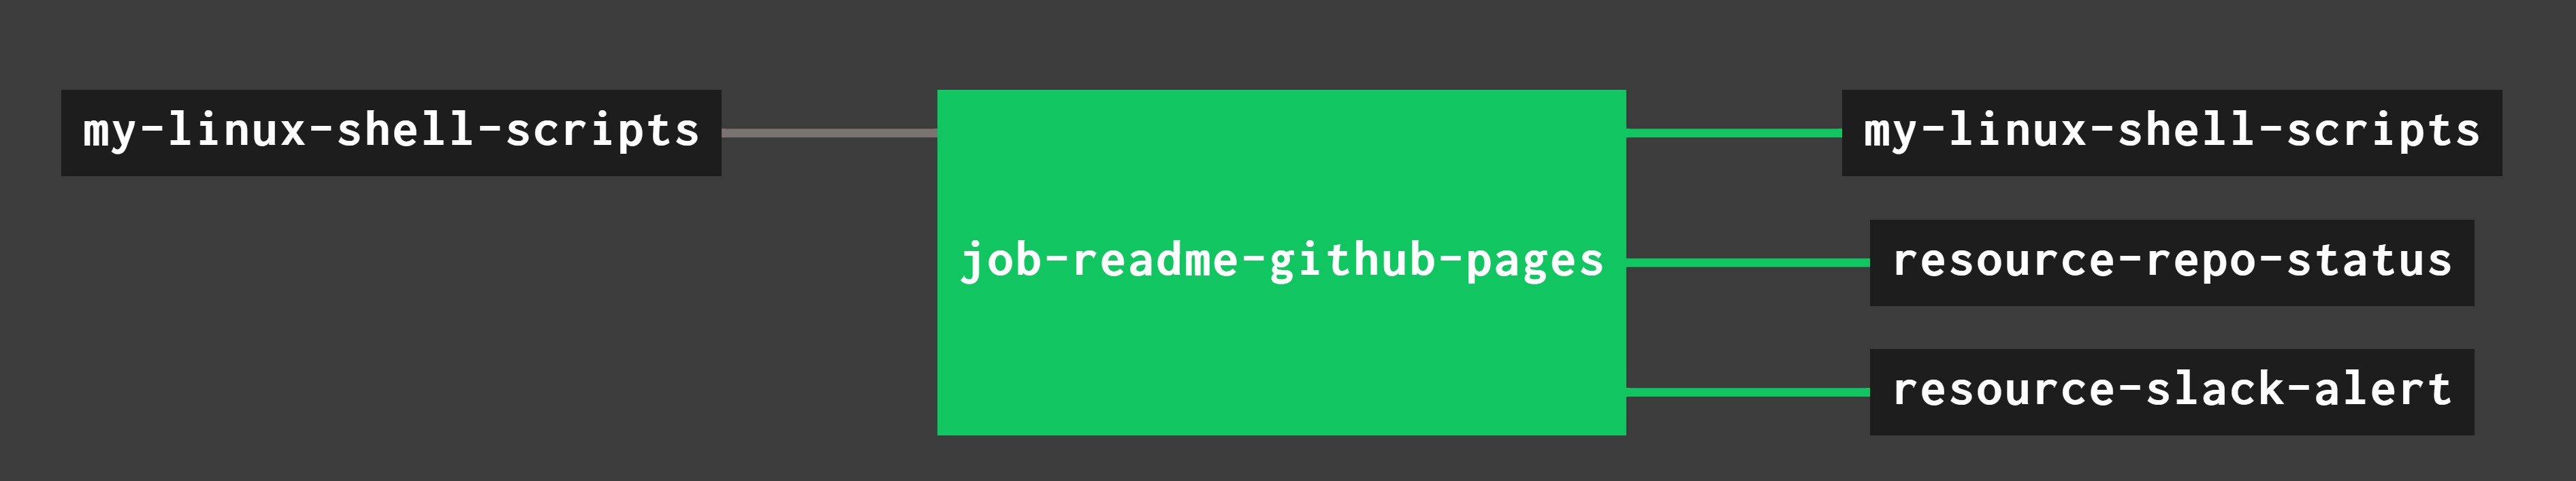 my-linux-shell-scripts
job-readme-github-pages
my-linux-shell-scripts
resource-repo-status
resource-slack-alert